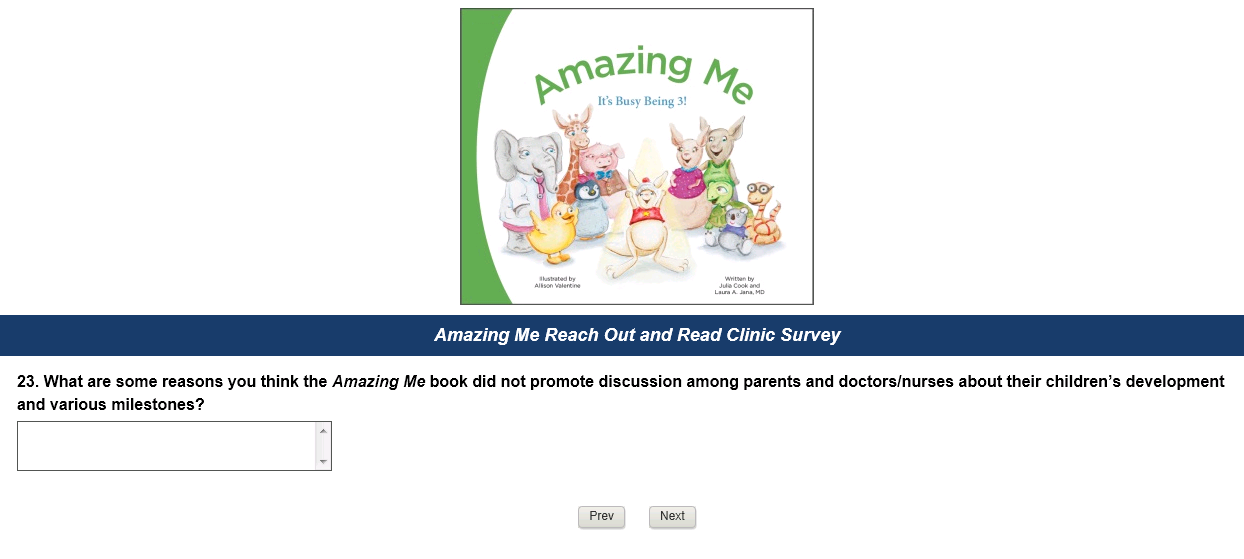 Amazing Me
It's Busy Being 3!
Illustrated by
Allison Valentine
Written by
Julia Cook and
Laura A. Jana, MD
Amazing Me Reach Out and Read Clinic Survey
23. What are some reasons you think the Amazing Me book did not promote discussion among parents and doctors/nurses about their children’s development
and various milestones?
Prev
Next